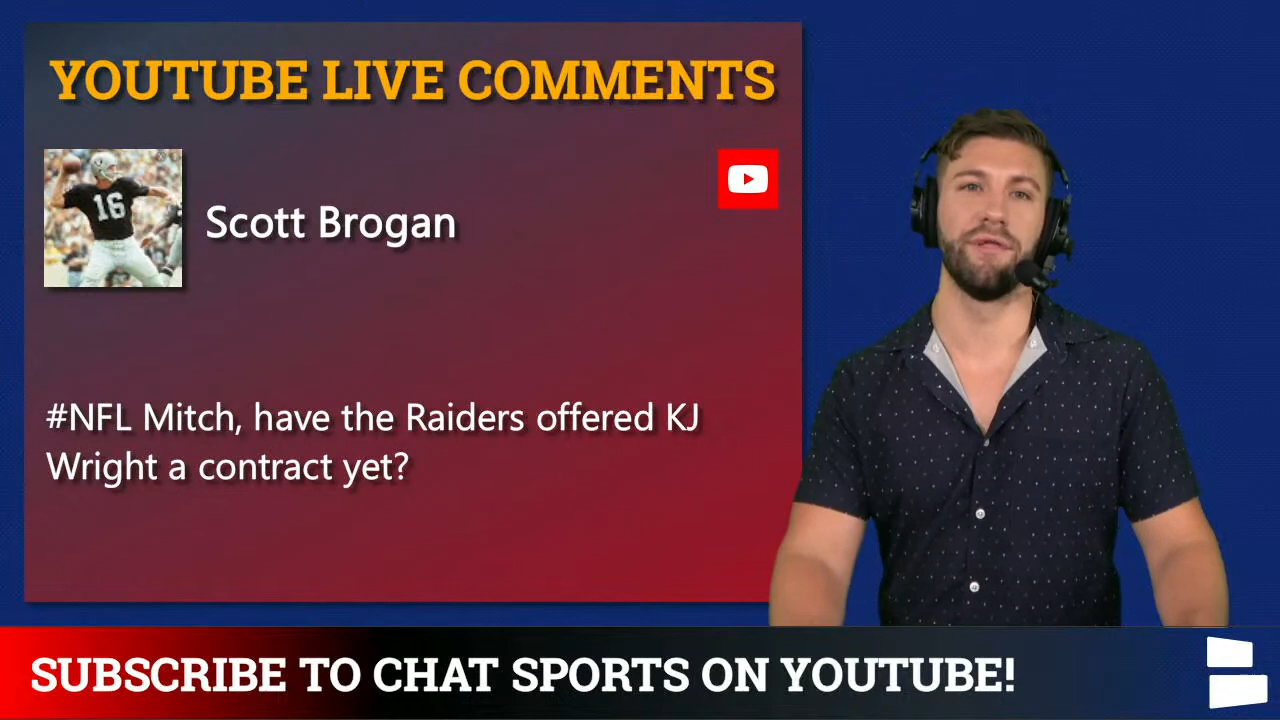 YOUTUBE LIVE COMMENTS
16
Scott Brogan
#NFL Mitch, have the Raiders offered KJ
Wright a contract yet?
SUBSCRIBE TO CHAT SPORTS ON YOUTUBE!